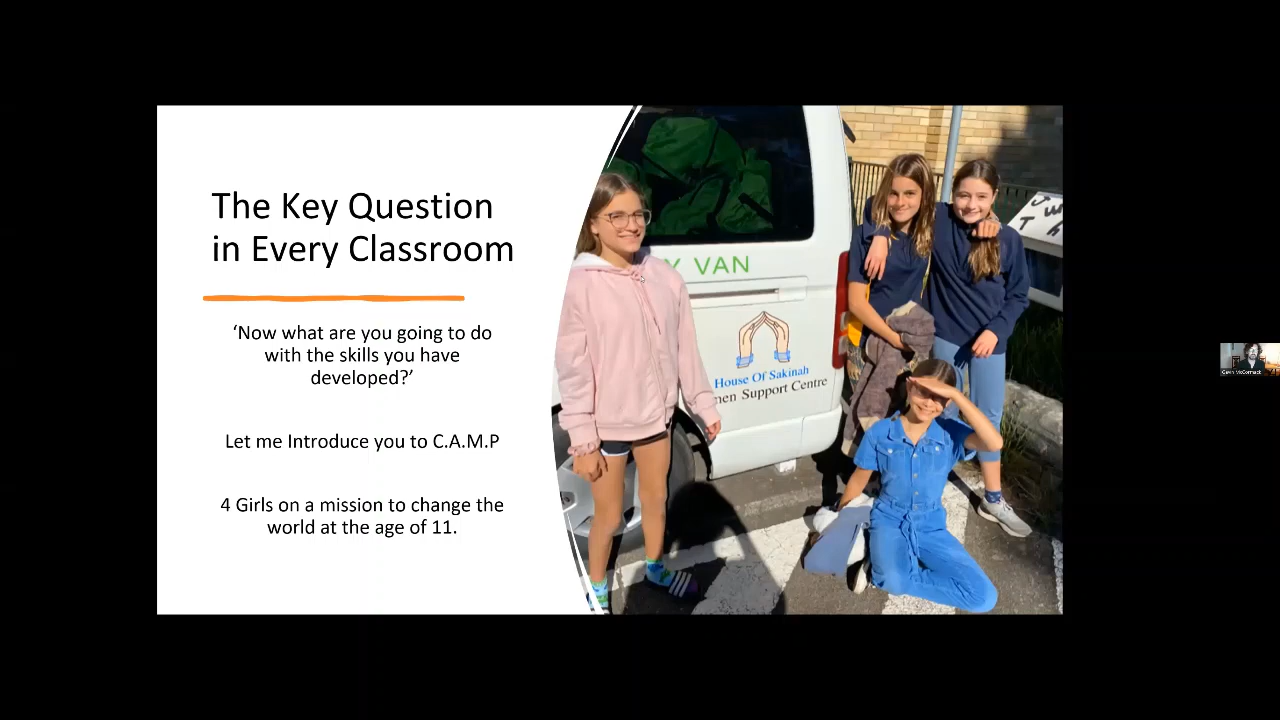 The Key Question
in Every Classroom
‘Now what are you going to do
with the skills you have
developed?’
Let me Introduce you to C.A.M.P
4 Girls on a mission to change the
world at the age of 11.
Y VAN
House Of Sakinah
men Support Centre
Gavin McCormack